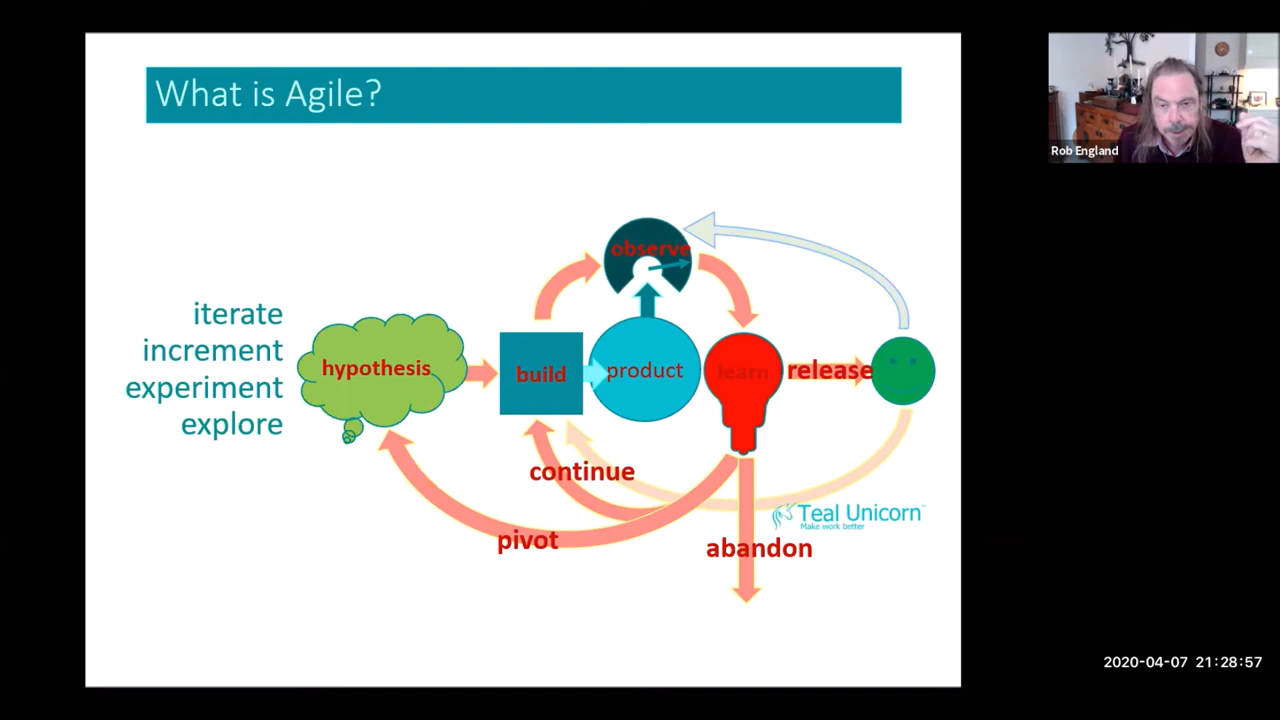 What is Agile?
Rob England
observe
iterate
increment
experiment
explore
hypothesis
build
product
learn
release
continue
pivot
abandon
Teal Unicorn
Make work better
2020-04-07 21:28:57